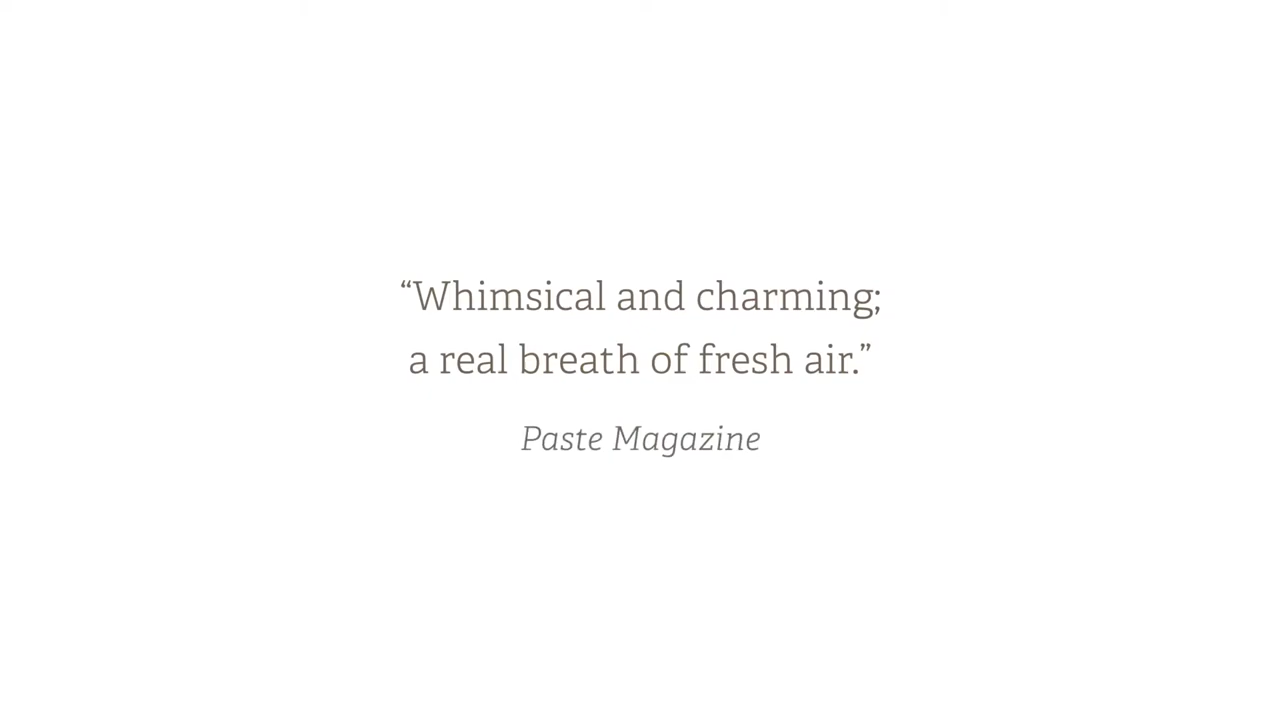 “Whimsical and charming;
a real breath of fresh air.”
Paste Magazine